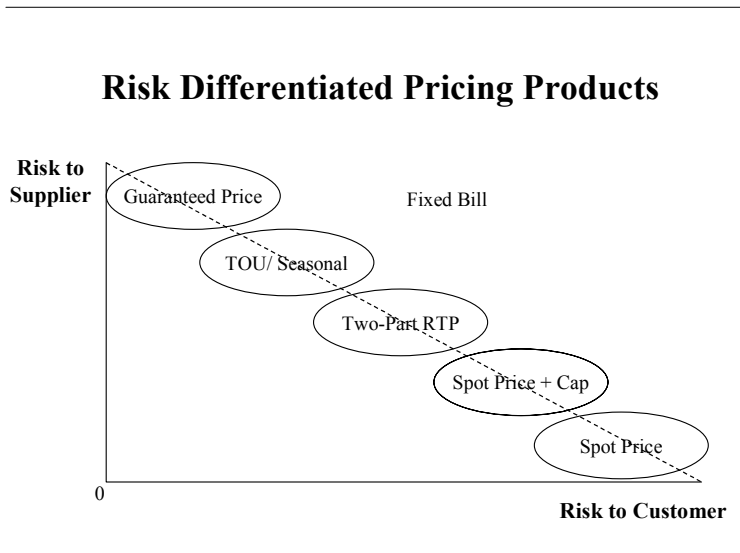 Risk Differentiated Pricing Products
Risk to
Supplier
Guaranteed Price
Fixed Bill
TOU/ Seasonal
Two-Part RTP
Spot Price + Cap
Spot Price
0
Risk to Customer